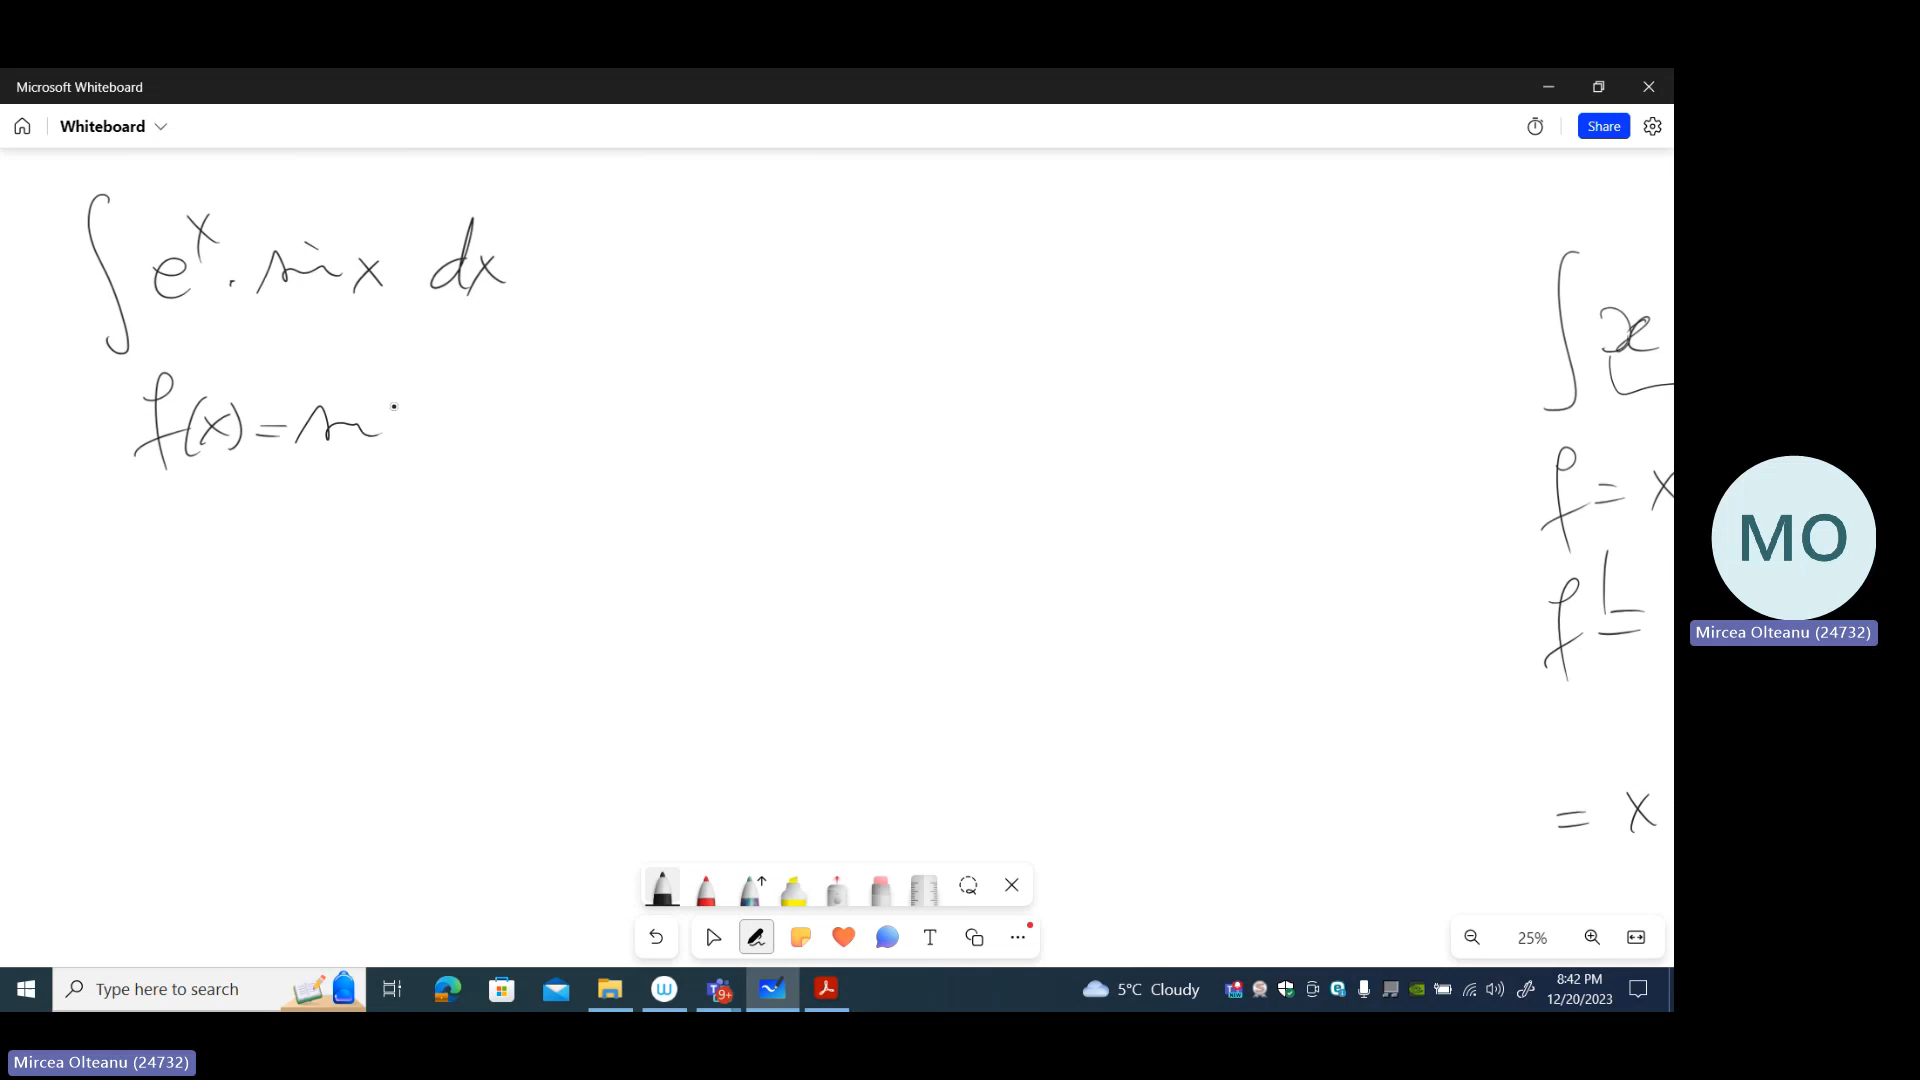 Microsoft Whiteboard
Whiteboard
Share
∫ e^x · sin x dx
f(x) = sin
∫ x
f = x
f' =
= x
MO
Mircea Olteanu (24732)
25%
Type here to search
9+
5°C Cloudy
8:42 PM
12/20/2023
Mircea Olteanu (24732)